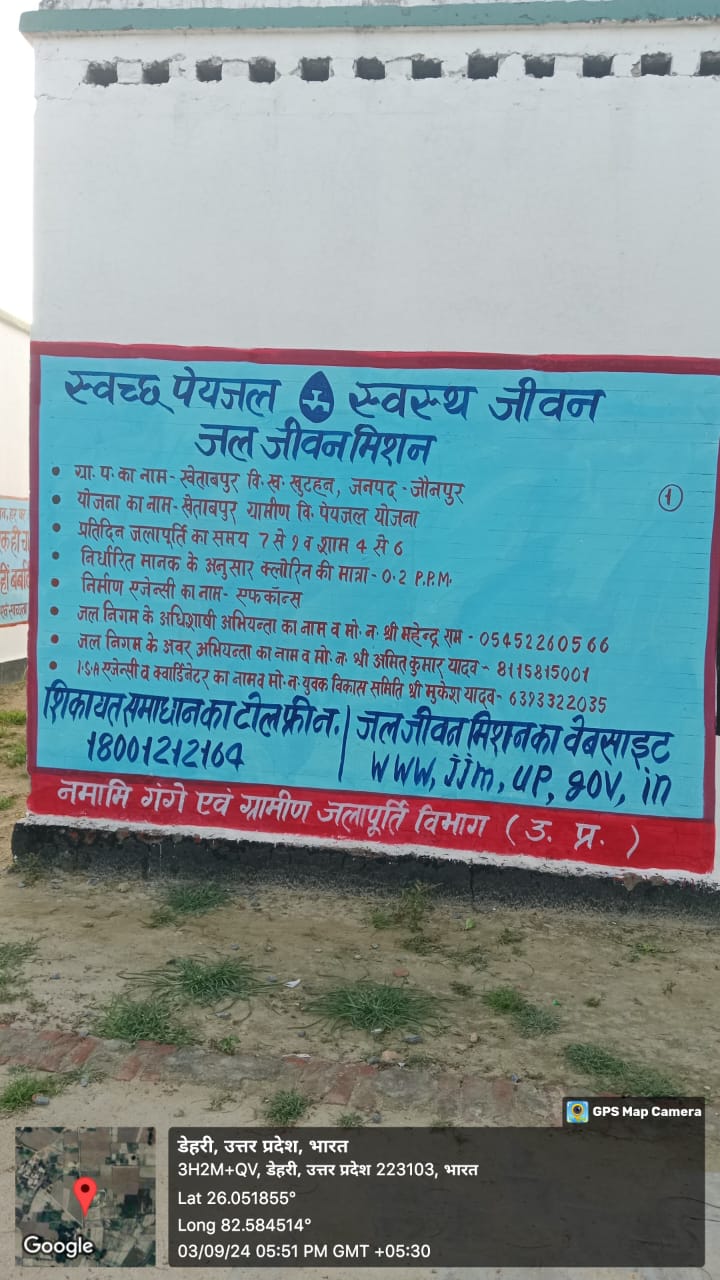 स्वच्छ पेयजल स्वस्थ जीवन
जल जीवन मिशन
1
• ग्रा. पं. का नाम- खेताबपुर वि. ख. खुटहन, जनपद - जौनपुर
• योजना का नाम- खेताबपुर ग्रामीण वि. पेयजल योजना
• प्रतिदिन जलापूर्ति का समय 7 से 9 व शाम 4 से 6
• निर्धारित मानक के अनुसार क्लोरिन की मात्रा - 0.2 P.P.M.
• निर्माण एजेन्सी का नाम- एफकॉन्स
• जल निगम के अधिशाषी अभियन्ता का नाम व मो. न. श्री महेन्द्र राम - 05452260566
• जल निगम के अवर अभियन्ता का नाम व मो. न. श्री अमित कुमार यादव - 8115815001
• I.S.A एजेन्सी व क्वार्डिनेटर का नाम व मो. न. युवक विकास समिति श्री मुकेश यादव- 6393322035
शिकायत समाधान का टोल फ्री न.
18001212164
जल जीवन मिशन का वेबसाइट
www, jjm, up, gov, in
नमामि गंगे एवं ग्रामीण जलापूर्ति विभाग ( उ. प्र. )
GPS Map Camera
डेहरी, उत्तर प्रदेश, भारत
3H2M+QV, डेहरी, उत्तर प्रदेश 223103, भारत
Lat 26.051855°
Long 82.584514°
03/09/24 05:51 PM GMT +05:30
Google